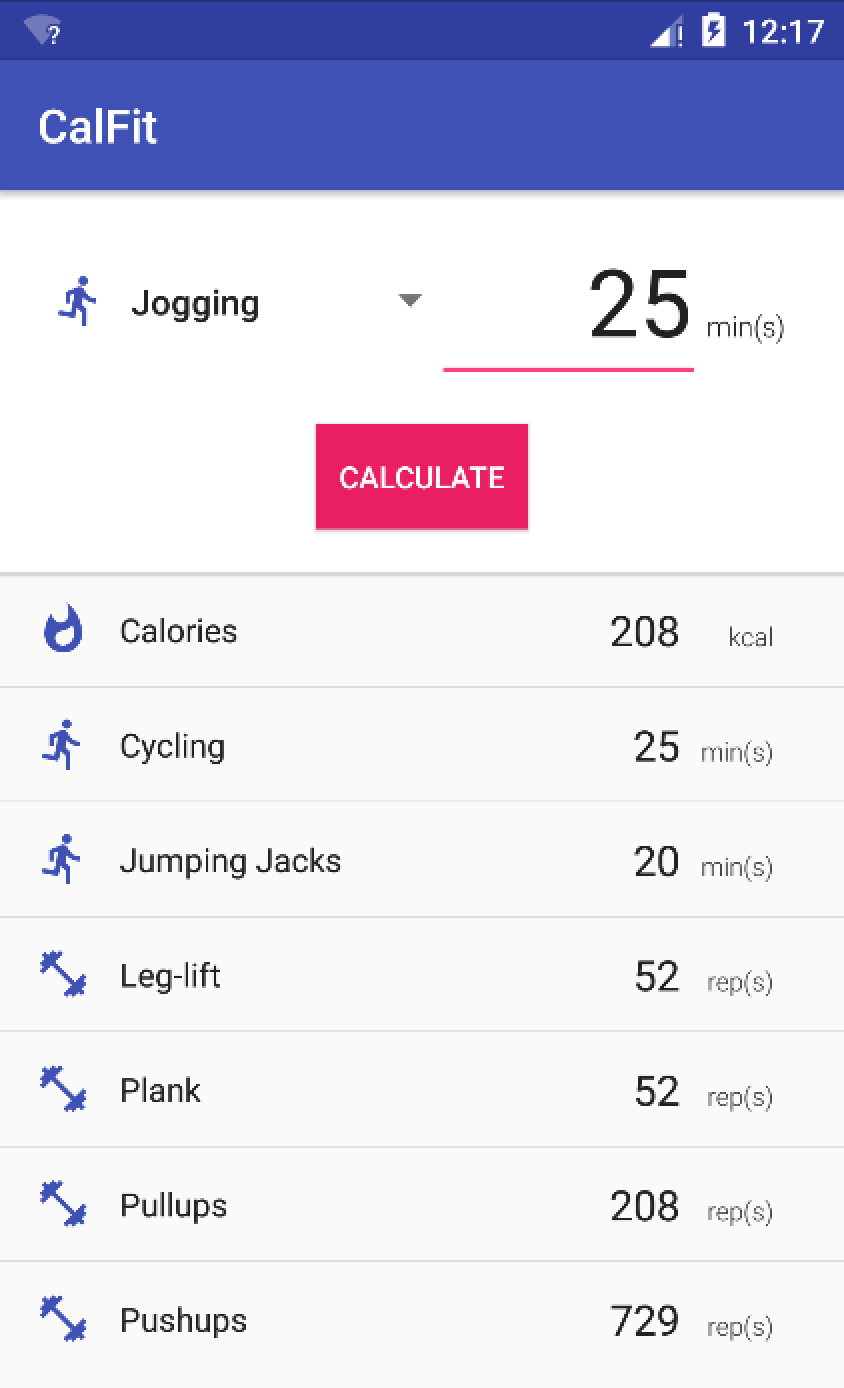 12:17
CalFit
Jogging 25 min(s)
CALCULATE
Calories 208 kcal
Cycling 25 min(s)
Jumping Jacks 20 min(s)
Leg-lift 52 rep(s)
Plank 52 rep(s)
Pullups 208 rep(s)
Pushups 729 rep(s)